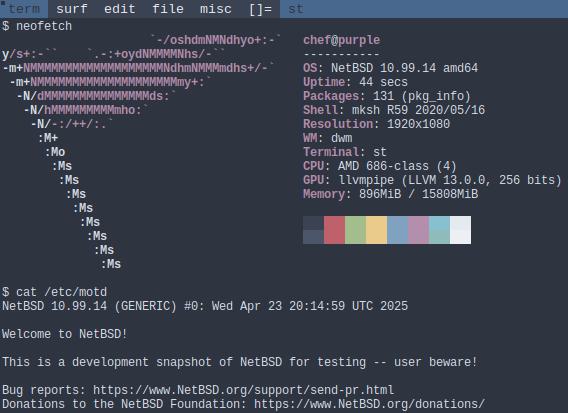 term surf edit file misc []= st
$ neofetch
`-/oshdmNMNdhyo+:-`
y/s+:-`` `.-:+oydNMMMMNhs/-``
-m+NMMMMMMMMMMMMMMMMMMMNdhmNMMMmdhs+/-`
-m+NMMMMMMMMMMMMMMMMMMMMmy+:`
-N/dMMMMMMMMMMMMMMMds:`
-N/hMMMMMMMMMmho:`
-N/-:/++/:.`
:M+
:Mo
:Ms
:Ms
:Ms
:Ms
:Ms
:Ms
:Ms
:Ms
chef@purple
-----------
OS: NetBSD 10.99.14 amd64
Uptime: 44 secs
Packages: 131 (pkg_info)
Shell: mksh R59 2020/05/16
Resolution: 1920x1080
WM: dwm
Terminal: st
CPU: AMD 686-class (4)
GPU: llvmpipe (LLVM 13.0.0, 256 bits)
Memory: 896MiB / 15808MiB
$ cat /etc/motd
NetBSD 10.99.14 (GENERIC) #0: Wed Apr 23 20:14:59 UTC 2025
Welcome to NetBSD!
This is a development snapshot of NetBSD for testing -- user beware!
Bug reports: https://www.NetBSD.org/support/send-pr.html
Donations to the NetBSD Foundation: https://www.NetBSD.org/donations/